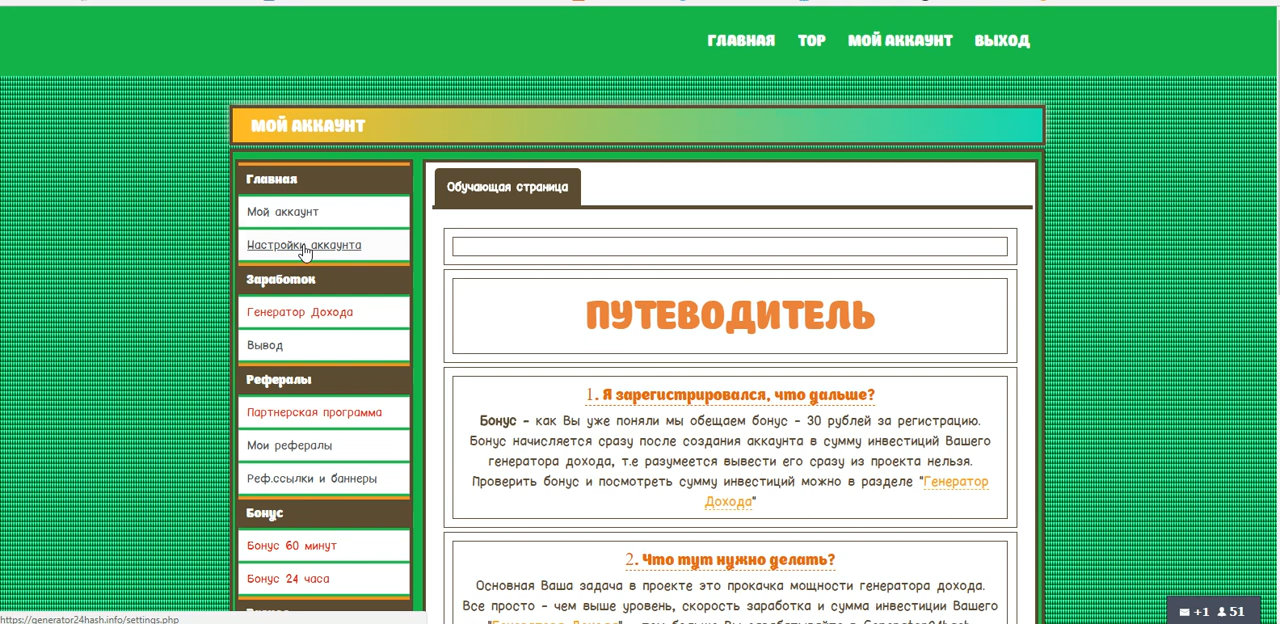 ГЛАВНАЯ TOP МОЙ АККАУНТ ВЫХОД
МОЙ АККАУНТ
Главная
Мой аккаунт
Настройки аккаунта
Заработок
Генератор Дохода
Вывод
Рефералы
Партнерская программа
Мои рефералы
Реф.ссылки и баннеры
Бонус
Бонус 60 минут
Бонус 24 часа
Обучающая страница
ПУТЕВОДИТЕЛЬ
1. Я зарегистрировался, что дальше?
Бонус - как Вы уже поняли мы обещаем бонус - 30 рублей за регистрацию.
Бонус начисляется сразу после создания аккаунта в сумму инвестиций Вашего
генератора дохода, т.е разумеется вывести его сразу из проекта нельзя.
Проверить бонус и посмотреть сумму инвестиций можно в разделе "Генератор
Дохода"
2. Что тут нужно делать?
Основная Ваша задача в проекте это прокачка мощности генератора дохода.
Все просто - чем выше уровень, скорость заработка и сумма инвестиции Вашего
https://generator24hash.info/settings.php
+1 51